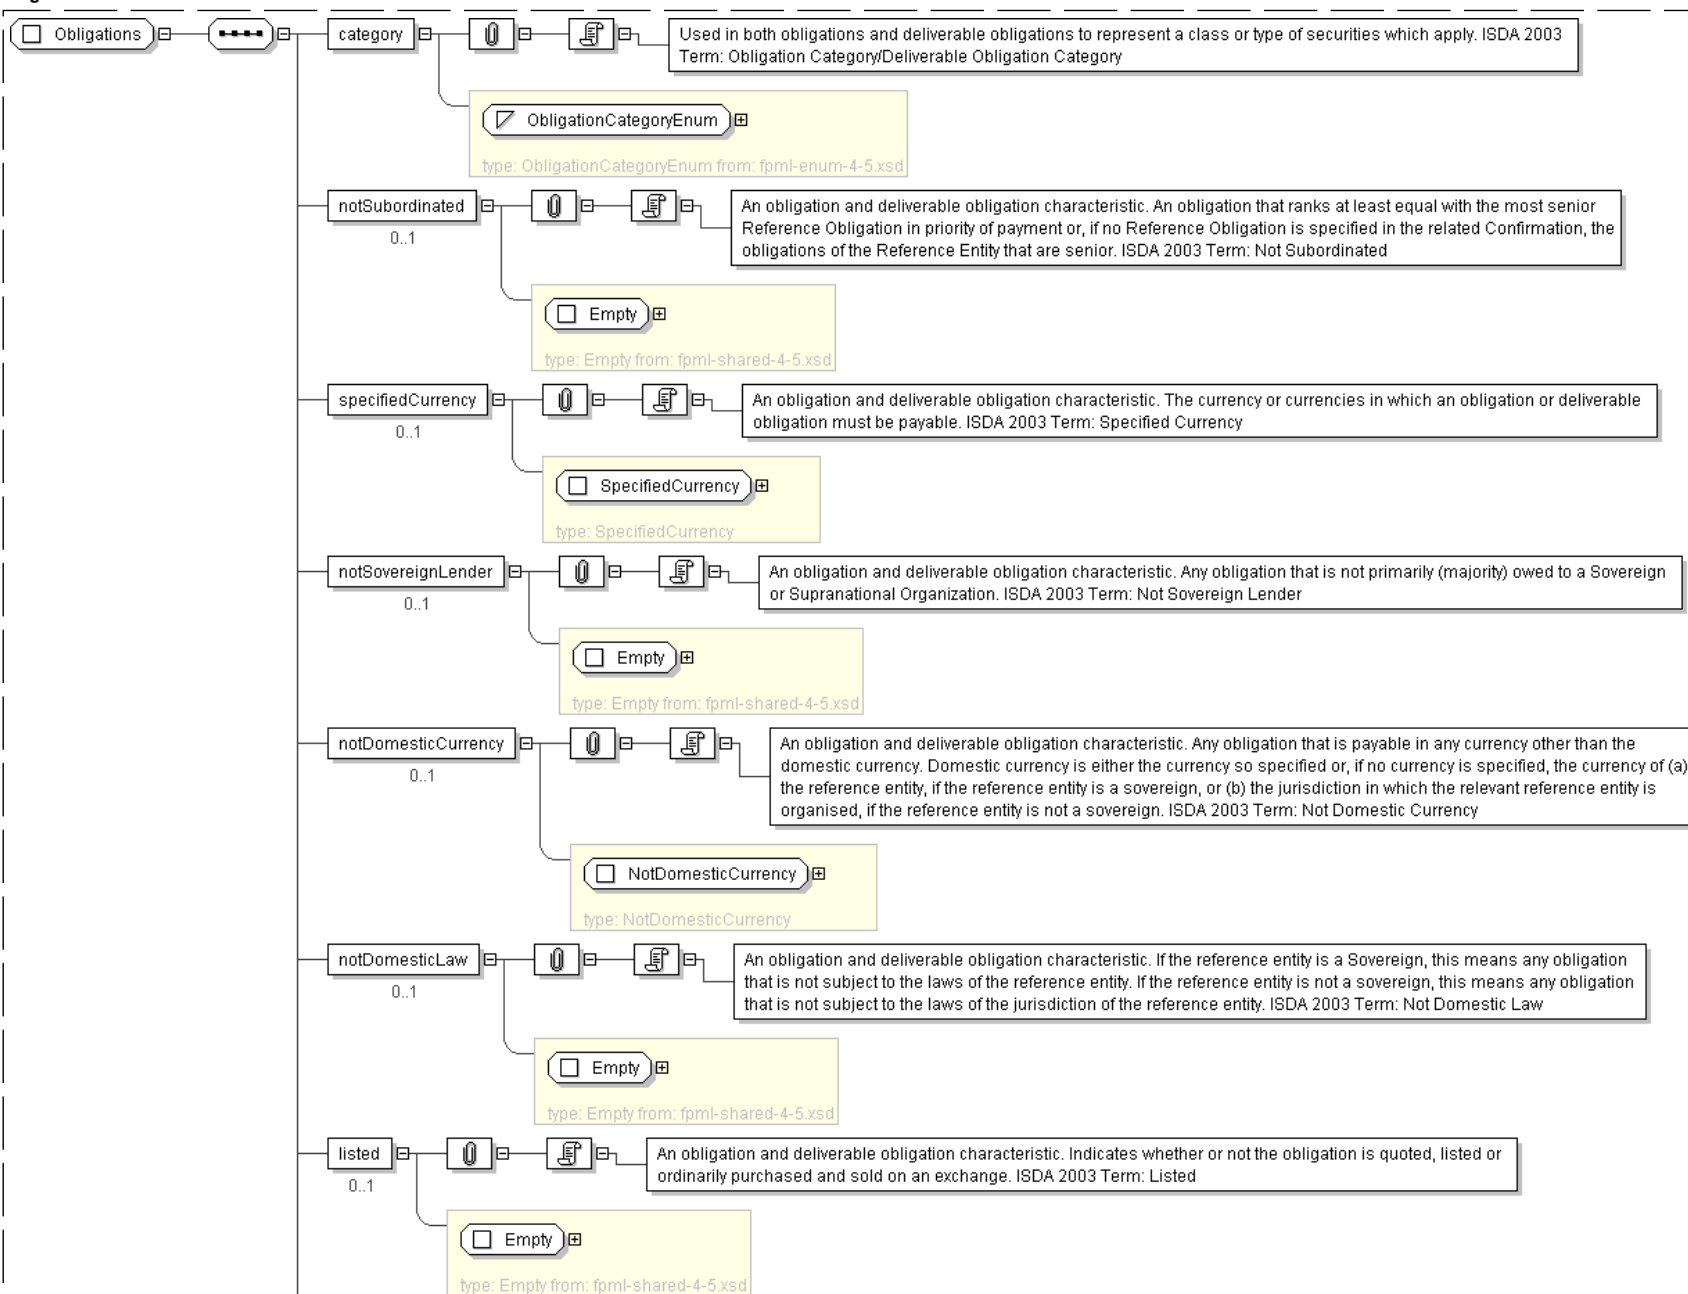 Obligations
category
Used in both obligations and deliverable obligations to represent a class or type of securities which apply. ISDA 2003
Term: Obligation Category/Deliverable Obligation Category
ObligationCategoryEnum
type: ObligationCategoryEnum from: fpml-enum-4-5.xsd
notSubordinated
0..1
An obligation and deliverable obligation characteristic. An obligation that ranks at least equal with the most senior
Reference Obligation in priority of payment or, if no Reference Obligation is specified in the related Confirmation, the
obligations of the Reference Entity that are senior. ISDA 2003 Term: Not Subordinated
Empty
type: Empty from: fpml-shared-4-5.xsd
specifiedCurrency
0..1
An obligation and deliverable obligation characteristic. The currency or currencies in which an obligation or deliverable
obligation must be payable. ISDA 2003 Term: Specified Currency
SpecifiedCurrency
type: SpecifiedCurrency
notSovereignLender
0..1
An obligation and deliverable obligation characteristic. Any obligation that is not primarily (majority) owed to a Sovereign
or Supranational Organization. ISDA 2003 Term: Not Sovereign Lender
Empty
type: Empty from: fpml-shared-4-5.xsd
notDomesticCurrency
0..1
An obligation and deliverable obligation characteristic. Any obligation that is payable in any currency other than the
domestic currency. Domestic currency is either the currency so specified or, if no currency is specified, the currency of (a)
the reference entity, if the reference entity is a sovereign, or (b) the jurisdiction in which the relevant reference entity is
organised, if the reference entity is not a sovereign. ISDA 2003 Term: Not Domestic Currency
NotDomesticCurrency
type: NotDomesticCurrency
notDomesticLaw
0..1
An obligation and deliverable obligation characteristic. If the reference entity is a Sovereign, this means any obligation
that is not subject to the laws of the reference entity. If the reference entity is not a sovereign, this means any obligation
that is not subject to the laws of the jurisdiction of the reference entity. ISDA 2003 Term: Not Domestic Law
Empty
type: Empty from: fpml-shared-4-5.xsd
listed
0..1
An obligation and deliverable obligation characteristic. Indicates whether or not the obligation is quoted, listed or
ordinarily purchased and sold on an exchange. ISDA 2003 Term: Listed
Empty
type: Empty from: fpml-shared-4-5.xsd